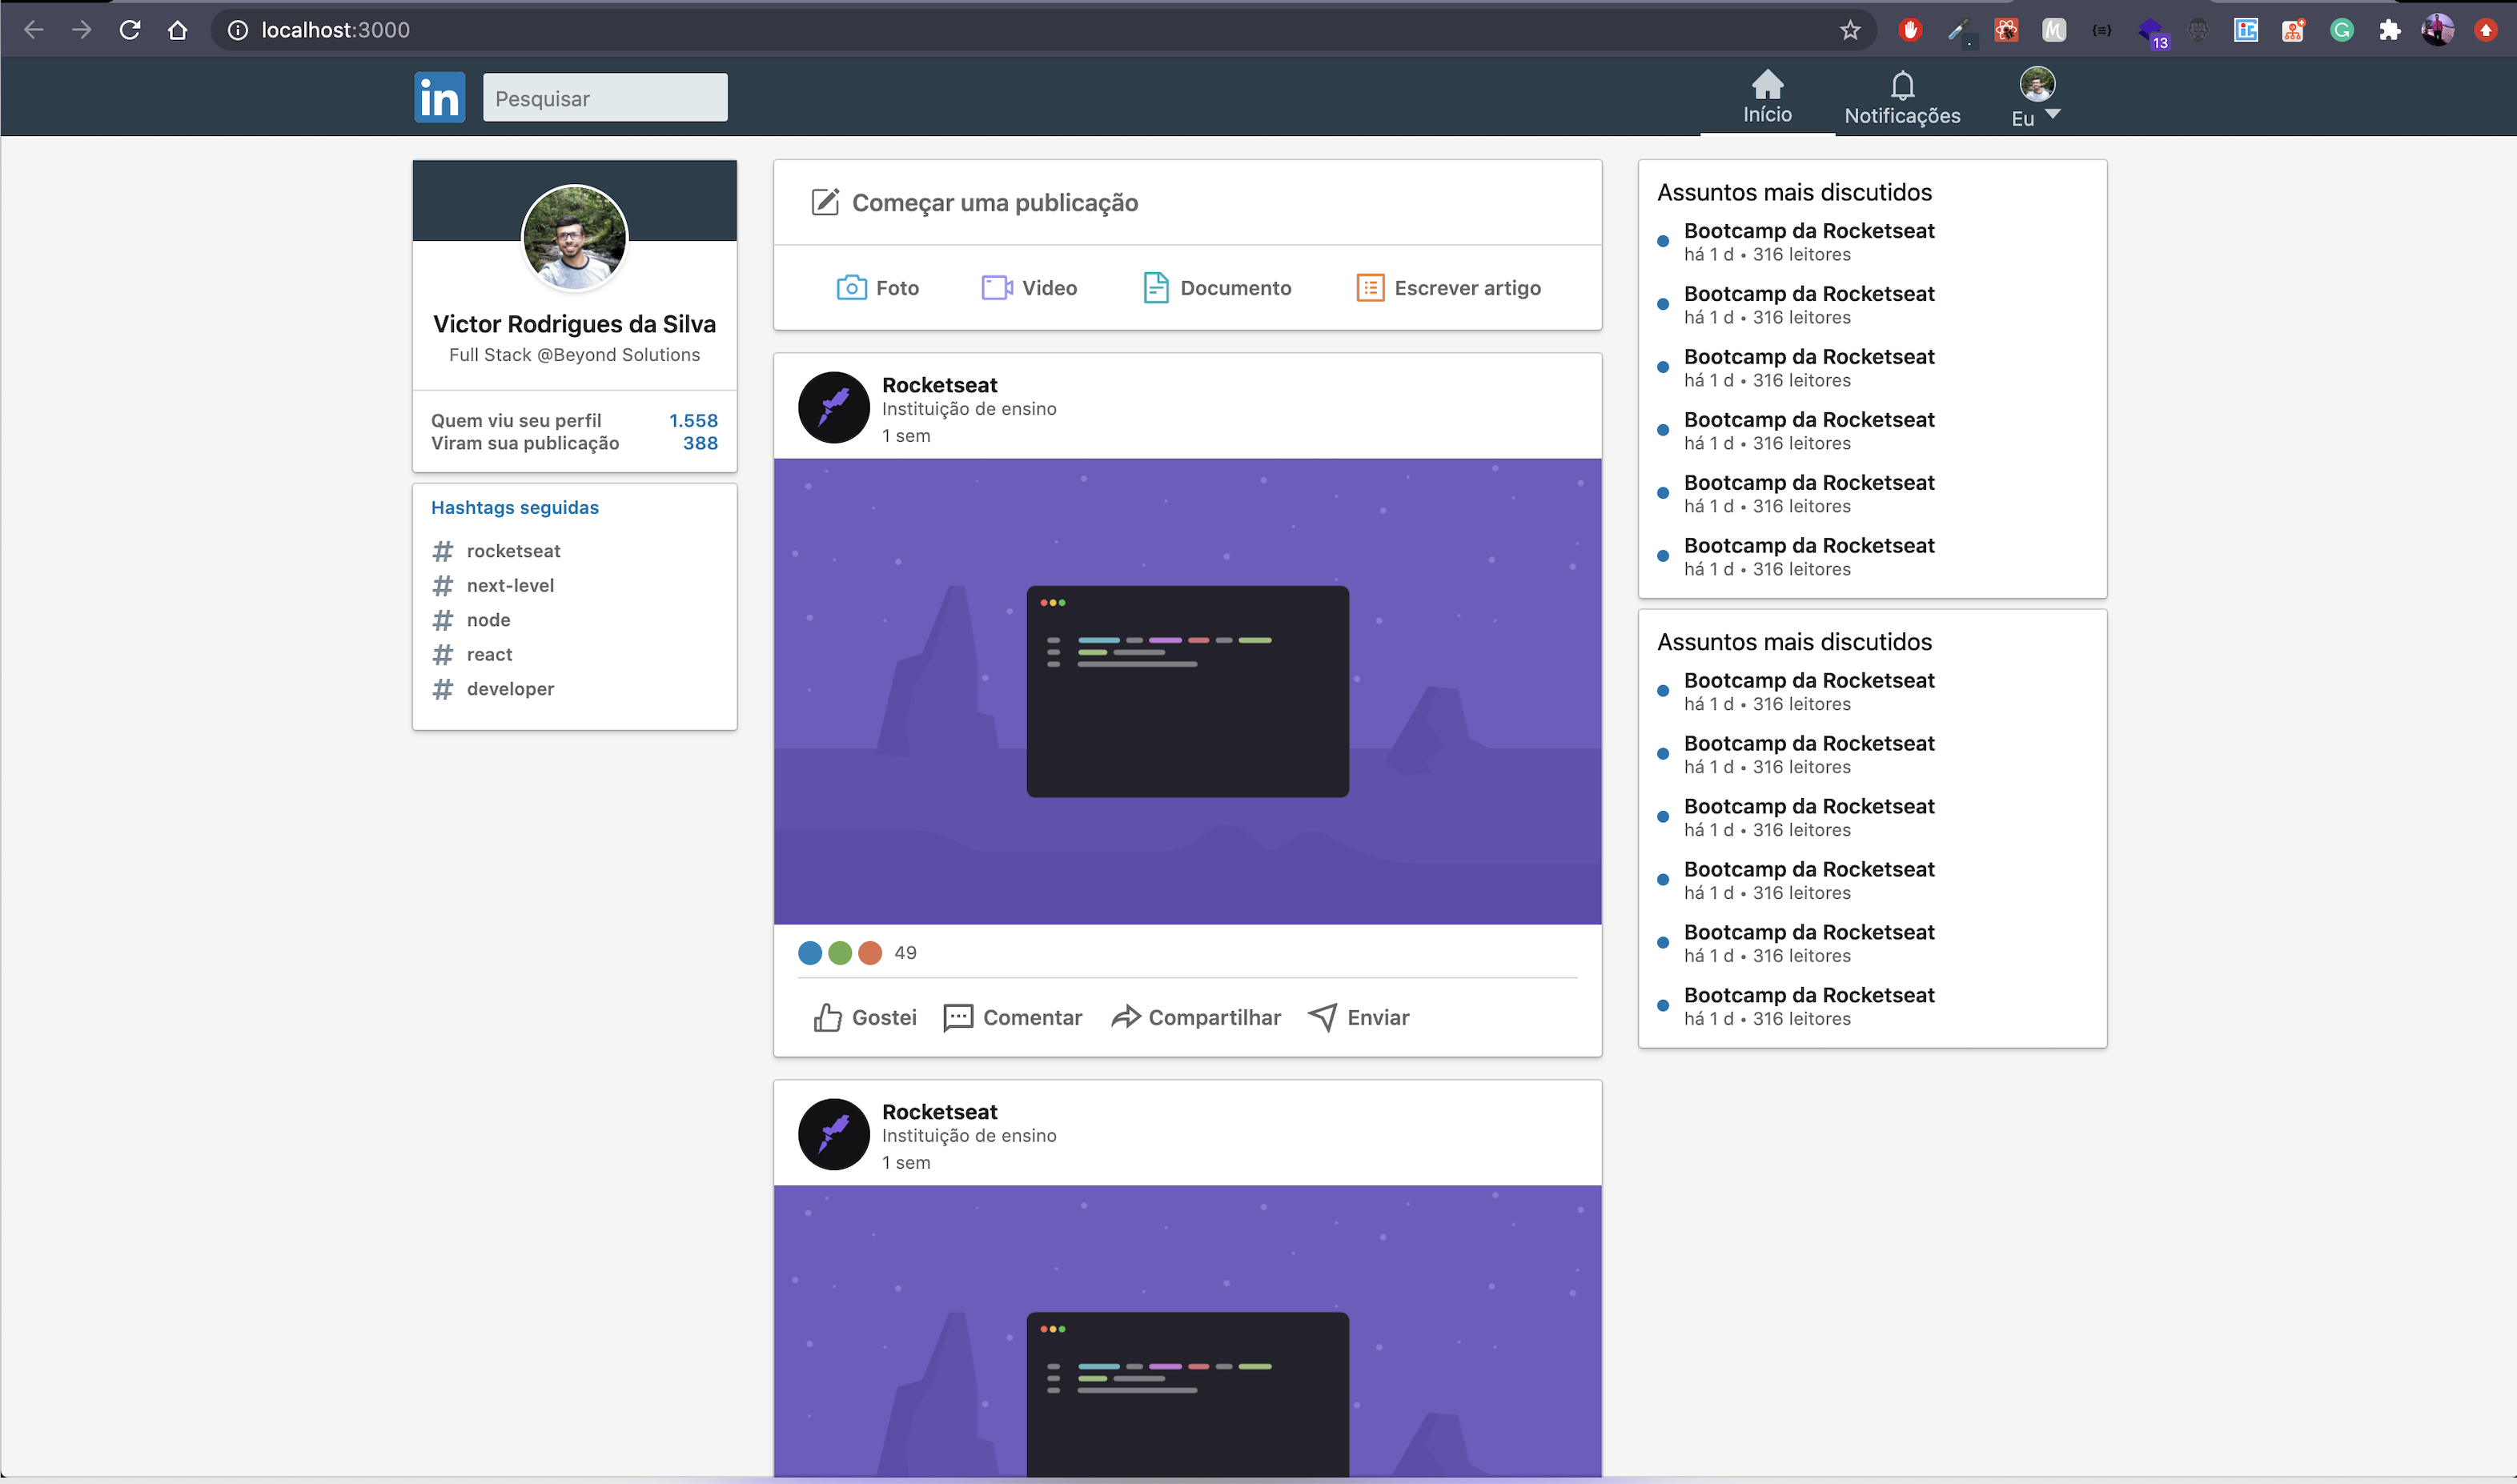 localhost:3000
13
in
Pesquisar
Início
Notificações
Eu
Victor Rodrigues da Silva
Full Stack @Beyond Solutions
Quem viu seu perfil 1.558
Viram sua publicação 388
Hashtags seguidas
# rocketseat
# next-level
# node
# react
# developer
Começar uma publicação
Foto Video Documento Escrever artigo
Rocketseat
Instituição de ensino
1 sem
49
Gostei Comentar Compartilhar Enviar
Rocketseat
Instituição de ensino
1 sem
Assuntos mais discutidos
Bootcamp da Rocketseat
há 1 d • 316 leitores
Bootcamp da Rocketseat
há 1 d • 316 leitores
Bootcamp da Rocketseat
há 1 d • 316 leitores
Bootcamp da Rocketseat
há 1 d • 316 leitores
Bootcamp da Rocketseat
há 1 d • 316 leitores
Bootcamp da Rocketseat
há 1 d • 316 leitores
Assuntos mais discutidos
Bootcamp da Rocketseat
há 1 d • 316 leitores
Bootcamp da Rocketseat
há 1 d • 316 leitores
Bootcamp da Rocketseat
há 1 d • 316 leitores
Bootcamp da Rocketseat
há 1 d • 316 leitores
Bootcamp da Rocketseat
há 1 d • 316 leitores
Bootcamp da Rocketseat
há 1 d • 316 leitores